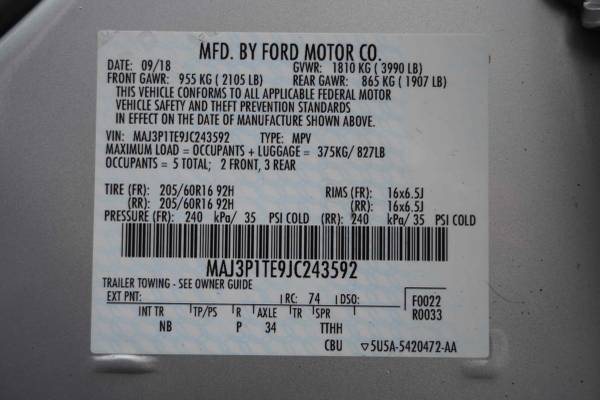 MFD. BY FORD MOTOR CO.
DATE: 09/18 GVWR: 1810 KG ( 3990 LB)
FRONT GAWR: 955 KG ( 2105 LB) REAR GAWR: 865 KG ( 1907 LB)
THIS VEHICLE CONFORMS TO ALL APPLICABLE FEDERAL MOTOR
VEHICLE SAFETY AND THEFT PREVENTION STANDARDS
IN EFFECT ON THE DATE OF MANUFACTURE SHOWN ABOVE.
VIN: MAJ3P1TE9JC243592 TYPE: MPV
MAXIMUM LOAD = OCCUPANTS + LUGGAGE = 375KG/ 827LB
OCCUPANTS = 5 TOTAL; 2 FRONT, 3 REAR
TIRE (FR): 205/60R16 92H RIMS (FR): 16x6.5J
(RR): 205/60R16 92H (RR): 16x6.5J
PRESSURE (FR): 240 kPa/ 35 PSI COLD (RR): 240 kPa/ 35 PSI COLD
MAJ3P1TE9JC243592
TRAILER TOWING - SEE OWNER GUIDE
EXT PNT: RC: 74 DSO: F0022
R0033
INT TR TP/PS R AXLE TR SPR
NB P 34 TTHH
CBU ▽5U5A-5420472-AA